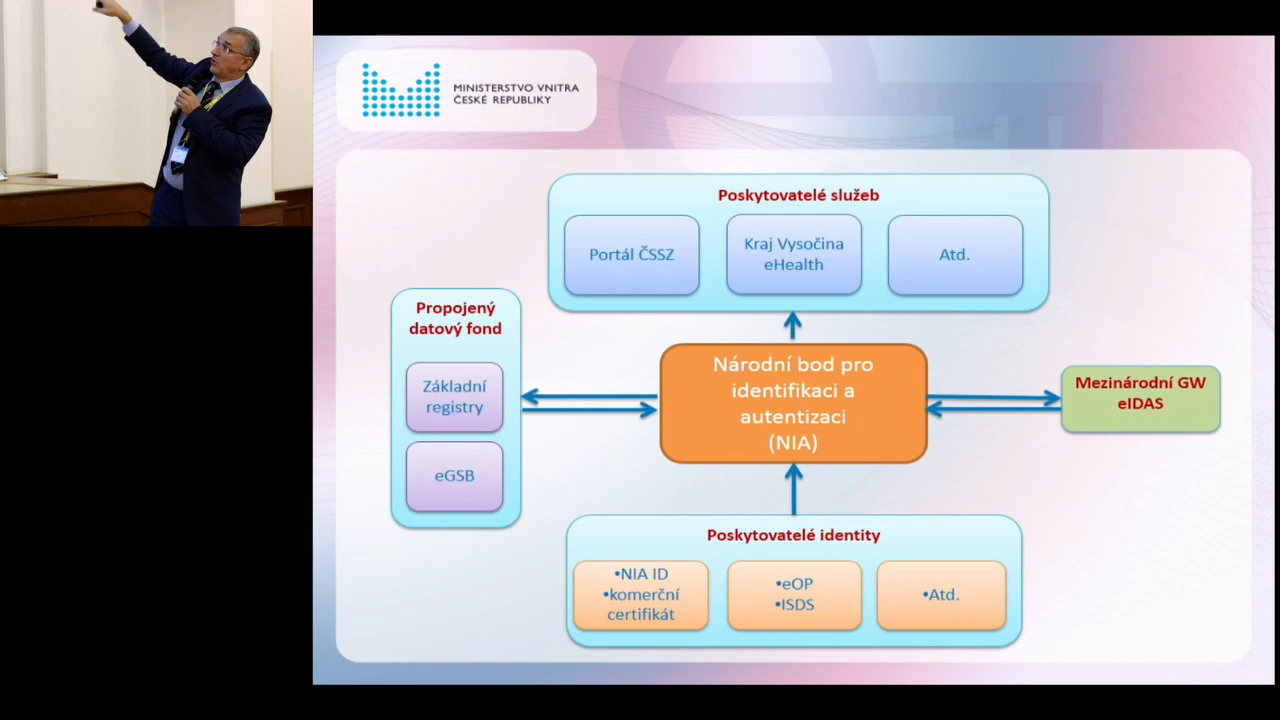 MINISTERSTVO VNITRA
ČESKÉ REPUBLIKY
Poskytovatelé služeb
Portál ČSSZ
Kraj Vysočina
eHealth
Atd.
Propojený
datový fond
Základní
registry
eGSB
Národní bod pro
identifikaci a
autentizaci
(NIA)
Mezinárodní GW
eIDAS
Poskytovatelé identity
•NIA ID
•komerční
certifikát
•eOP
•ISDS
•Atd.